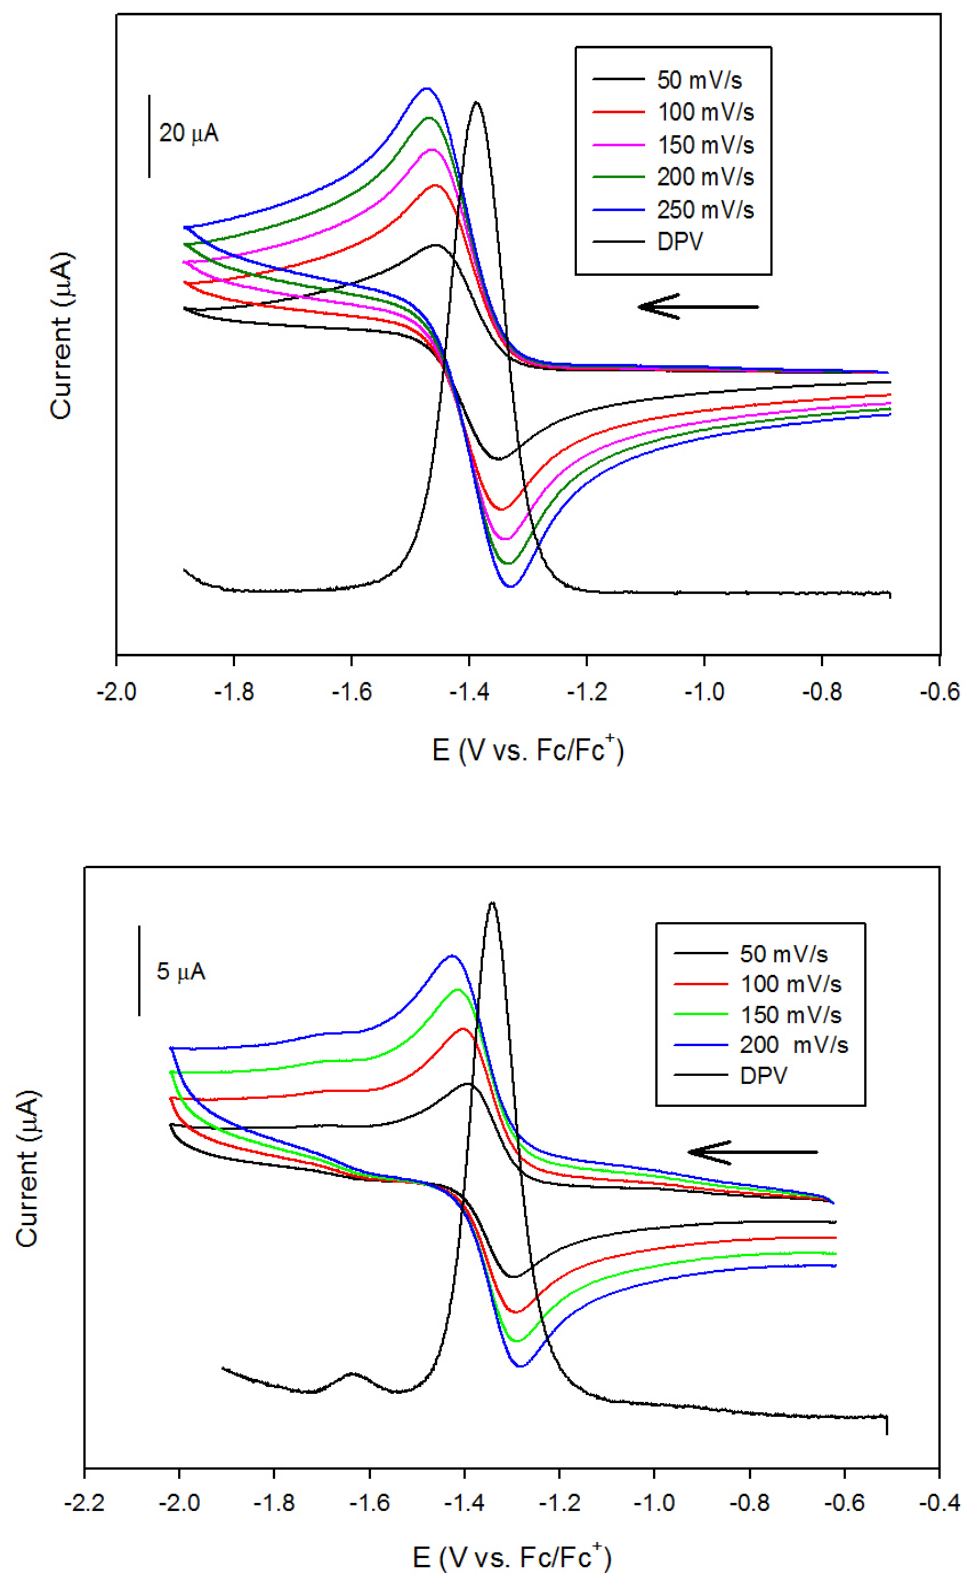 50 mV/s
100 mV/s
150 mV/s
200 mV/s
250 mV/s
DPV
20 μA
Current (μA)
-2.0 -1.8 -1.6 -1.4 -1.2 -1.0 -0.8 -0.6
E (V vs. Fc/Fc⁺)
50 mV/s
100 mV/s
150 mV/s
200 mV/s
DPV
5 μA
Current (μA)
-2.2 -2.0 -1.8 -1.6 -1.4 -1.2 -1.0 -0.8 -0.6 -0.4
E (V vs. Fc/Fc⁺)